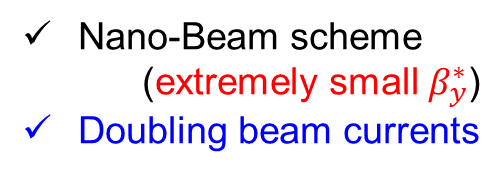 ✓ Nano-Beam scheme
(extremely small β*y)
✓ Doubling beam currents